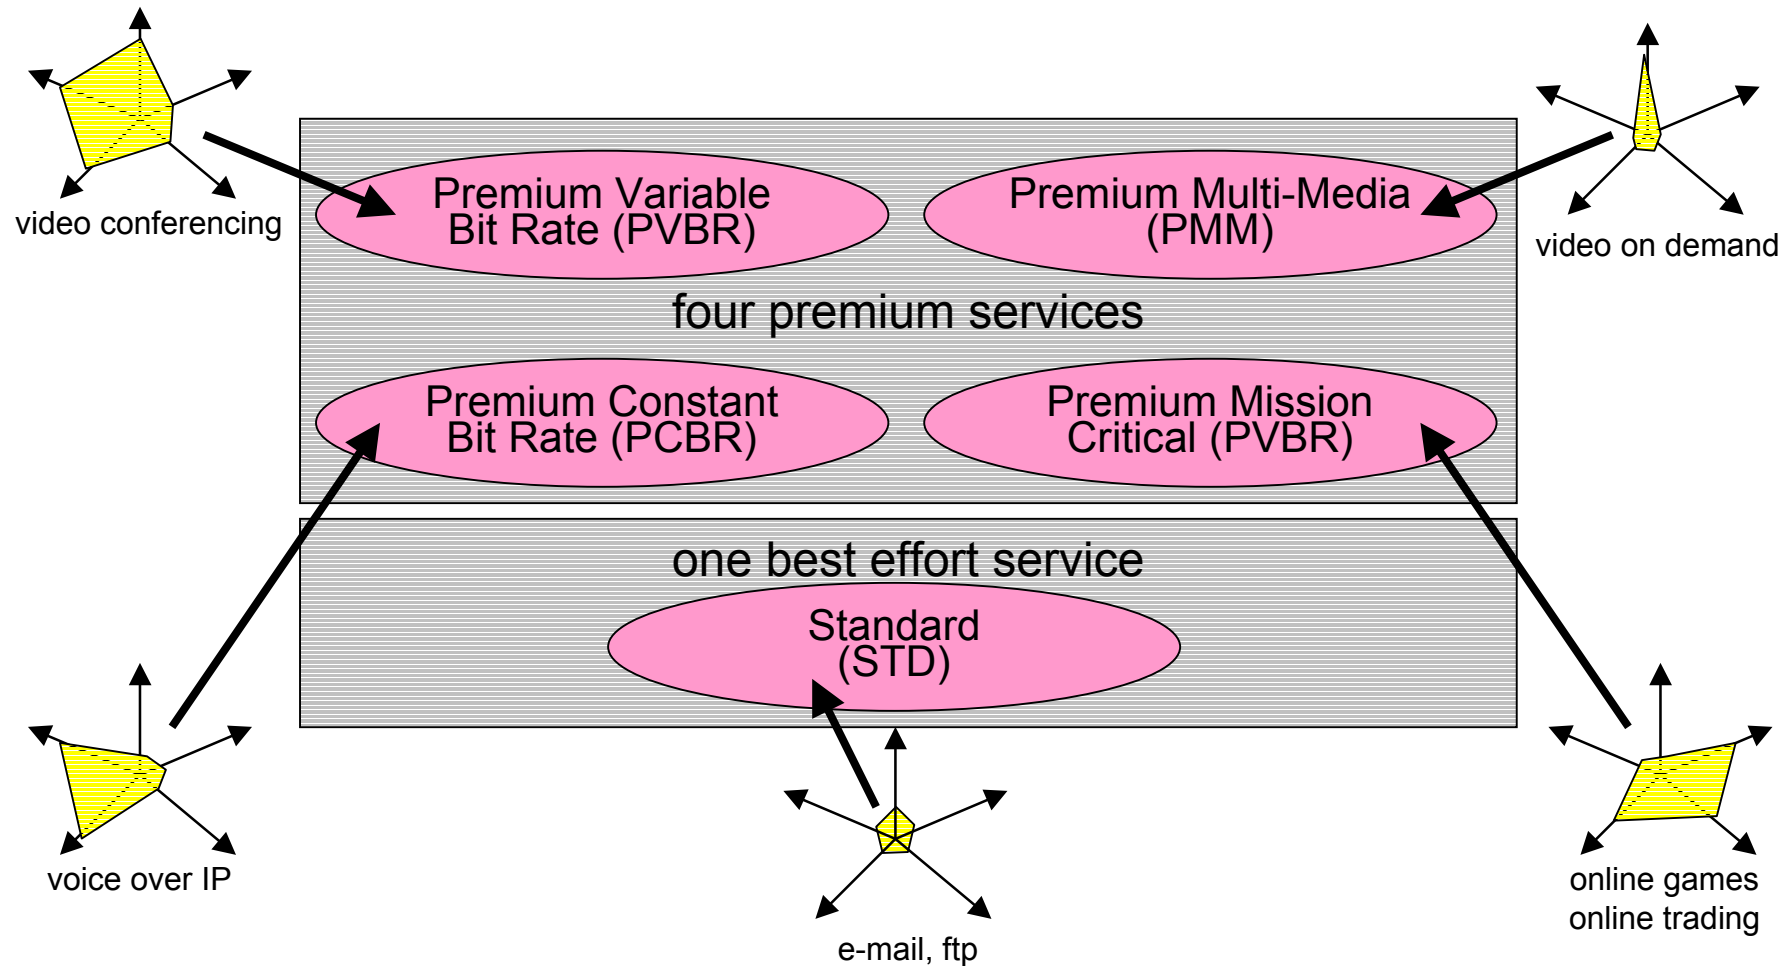 video conferencing
Premium Variable
Bit Rate (PVBR)
Premium Multi-Media
(PMM)
video on demand
four premium services
Premium Constant
Bit Rate (PCBR)
Premium Mission
Critical (PVBR)
one best effort service
Standard
(STD)
voice over IP
e-mail, ftp
online games
online trading